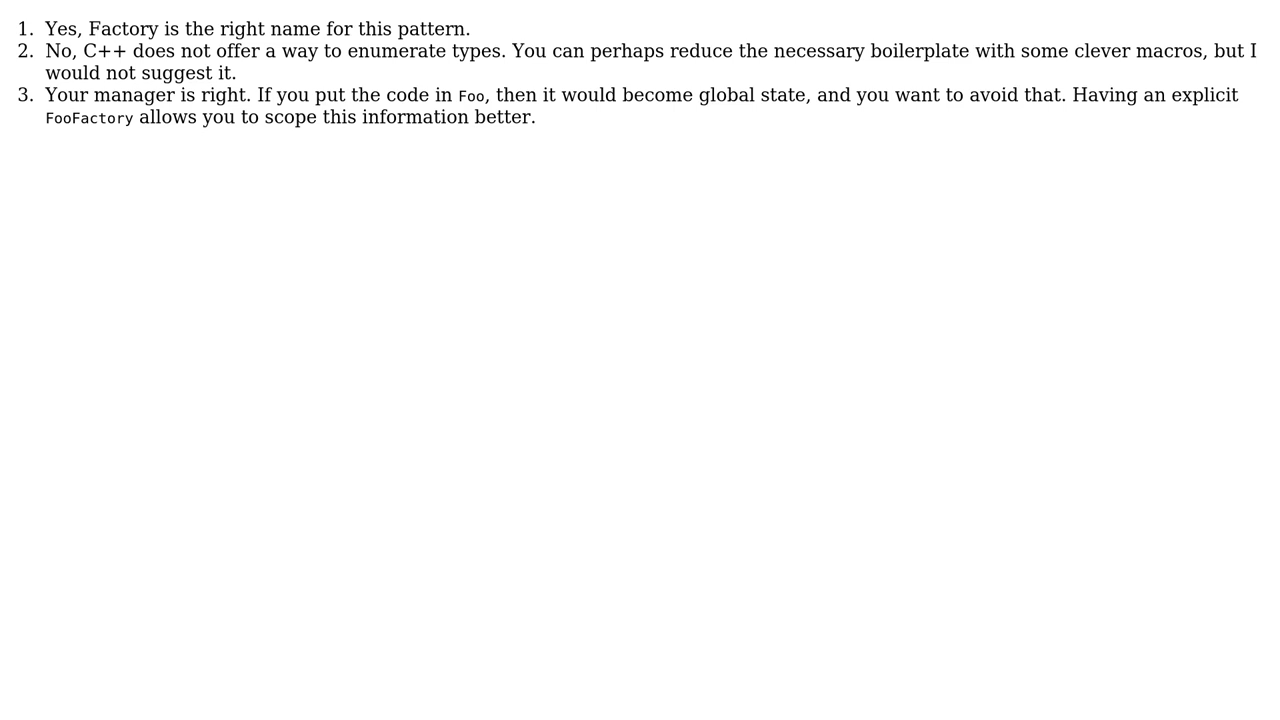 1. Yes, Factory is the right name for this pattern.
2. No, C++ does not offer a way to enumerate types. You can perhaps reduce the necessary boilerplate with some clever macros, but I
would not suggest it.
3. Your manager is right. If you put the code in Foo, then it would become global state, and you want to avoid that. Having an explicit
FooFactory allows you to scope this information better.